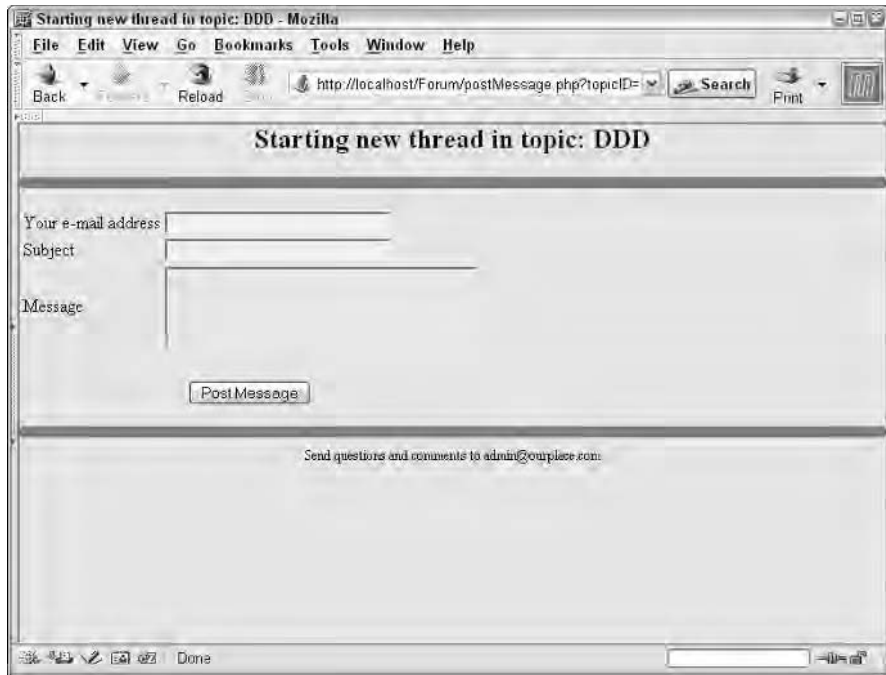 Starting new thread in topic: DDD - Mozilla
File Edit View Go Bookmarks Tools Window Help
Back Reload http://localhost/Forum/postMessage.php?topicID= Search Print
Starting new thread in topic: DDD
Your e-mail address
Subject
Message
Post Message
Send questions and comments to admin@ourplace.com
Done